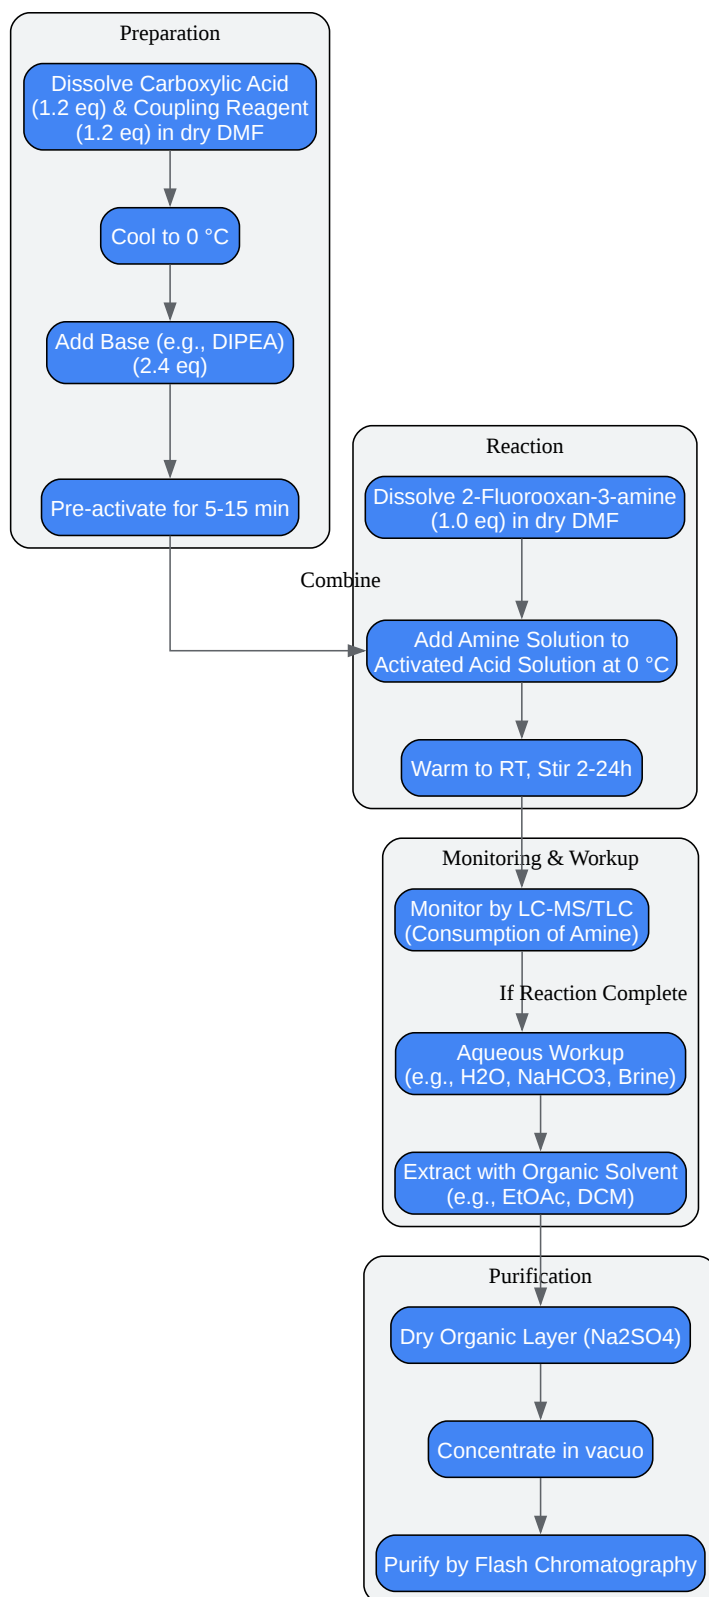 Preparation
Dissolve Carboxylic Acid
(1.2 eq) & Coupling Reagent
(1.2 eq) in dry DMF
Cool to 0 °C
Add Base (e.g., DIPEA)
(2.4 eq)
Pre-activate for 5-15 min
Combine
Reaction
Dissolve 2-Fluorooxan-3-amine
(1.0 eq) in dry DMF
Add Amine Solution to
Activated Acid Solution at 0 °C
Warm to RT, Stir 2-24h
Monitoring & Workup
Monitor by LC-MS/TLC
(Consumption of Amine)
If Reaction Complete
Aqueous Workup
(e.g., H2O, NaHCO3, Brine)
Extract with Organic Solvent
(e.g., EtOAc, DCM)
Purification
Dry Organic Layer (Na2SO4)
Concentrate in vacuo
Purify by Flash Chromatography